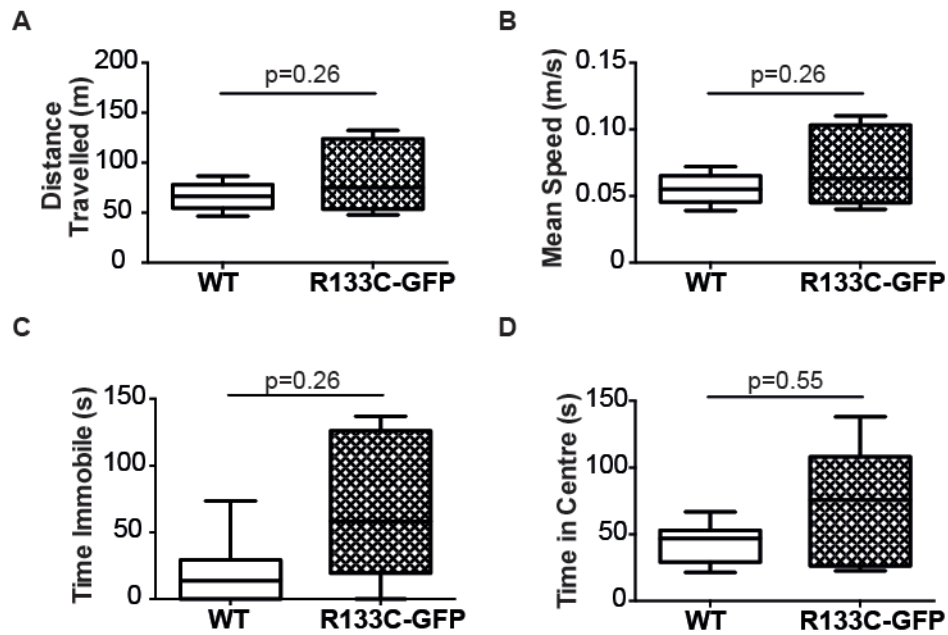 A
Distance
Travelled (m)
200
150
100
50
0
p=0.26
WT
R133C-GFP
B
Mean Speed (m/s)
0.15
0.10
0.05
0
p=0.26
WT
R133C-GFP
C
Time Immobile (s)
150
100
50
0
p=0.26
WT
R133C-GFP
D
Time in Centre (s)
150
100
50
0
p=0.55
WT
R133C-GFP